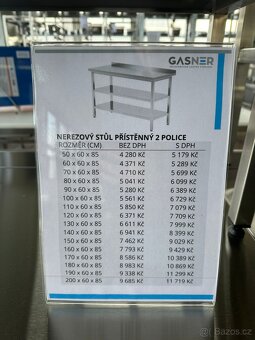 GASNER
NEREZOVÝ STŮL PŘÍSTĚNNÝ 2 POLICE
ROZMĚR (CM) BEZ DPH S DPH
50 x 60 x 85 4 280 Kč 5 179 Kč
60 x 60 x 85 4 371 Kč 5 289 Kč
70 x 60 x 85 4 710 Kč 5 699 Kč
80 x 60 x 85 5 041 Kč 6 099 Kč
90 x 60 x 85 5 280 Kč 6 389 Kč
100 x 60 x 85 5 561 Kč 6 729 Kč
110 x 60 x 85 5 850 Kč 7 079 Kč
120 x 60 x 85 6 371 Kč 7 709 Kč
130 x 60 x 85 6 611 Kč 7 999 Kč
140 x 60 x 85 6 941 Kč 8 399 Kč
150 x 60 x 85 7 462 Kč 9 029 Kč
160 x 60 x 85 7 793 Kč 9 429 Kč
170 x 60 x 85 8 586 Kč 10 389 Kč
180 x 60 x 85 8 983 Kč 10 869 Kč
190 x 60 x 85 9 338 Kč 11 299 Kč
200 x 60 x 85 9 685 Kč 11 719 Kč
bazos.cz